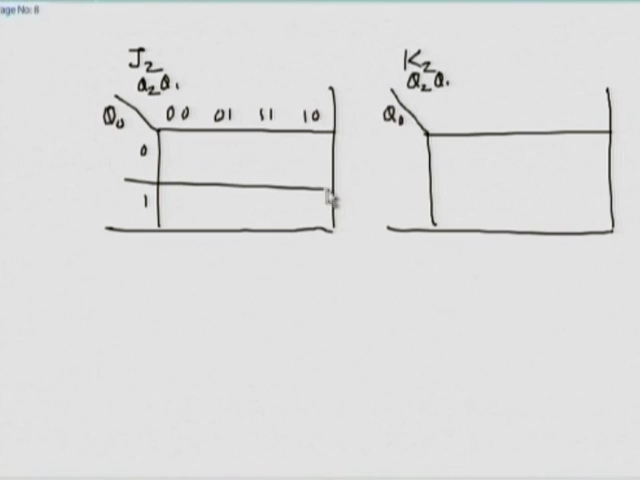 age No: 8
J₂
Q₂Q₁
Q₀ 00 01 11 10
0
1
K₂
Q₂Q₁
Q₀